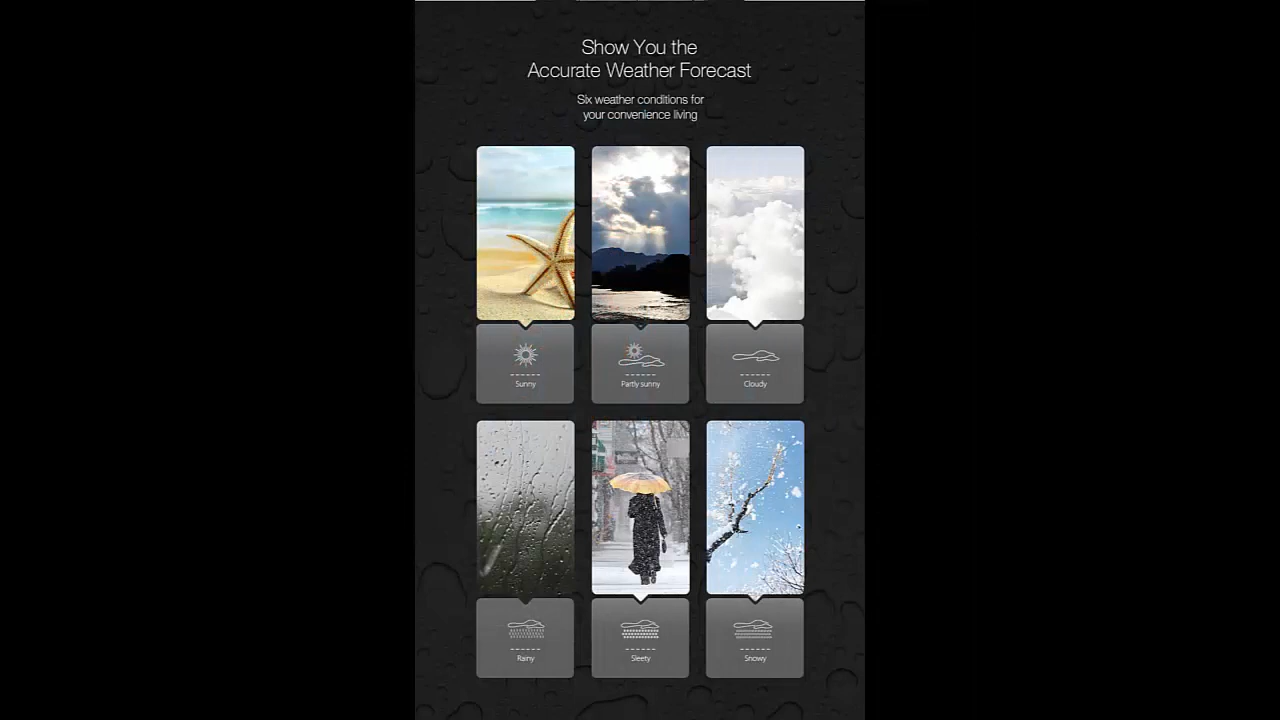 Show You the
Accurate Weather Forecast
Six weather conditions for
your convenience living
Sunny
Partly sunny
Cloudy
Rainy
Sleety
Snowy